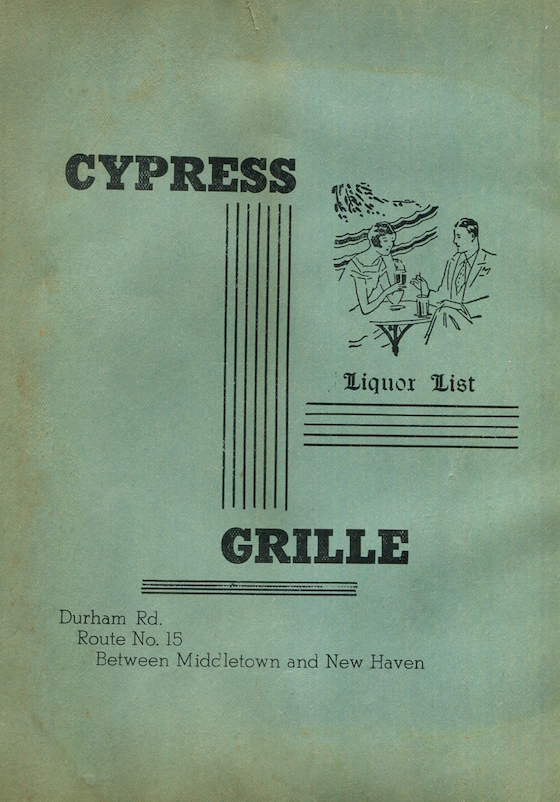 CYPRESS
Liquor List
GRILLE
Durham Rd.
Route No. 15
Between Middletown and New Haven